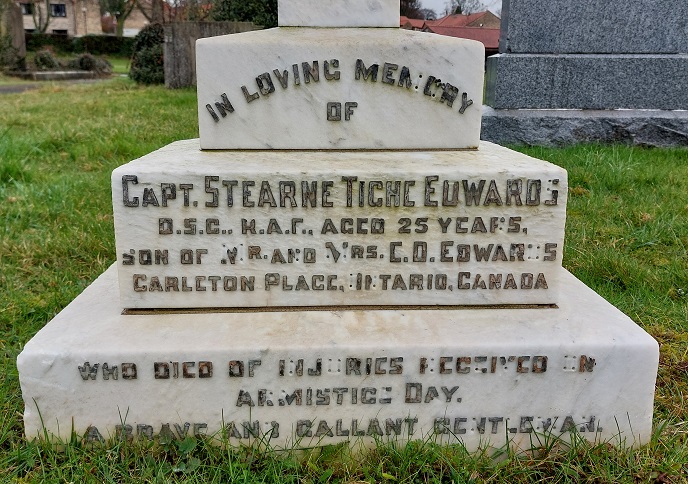 IN LOVING MEMORY
OF
CAPT. STEARNE TIGHE EDWARDS
D.S.C., R.A.F., AGED 25 YEARS,
SON OF MR. AND MRS. C.D. EDWARDS
CARLETON PLACE, ONTARIO, CANADA
WHO DIED OF INJURIES RECEIVED ON
ARMISTICE DAY.
A BRAVE AND GALLANT GENTLEMAN.